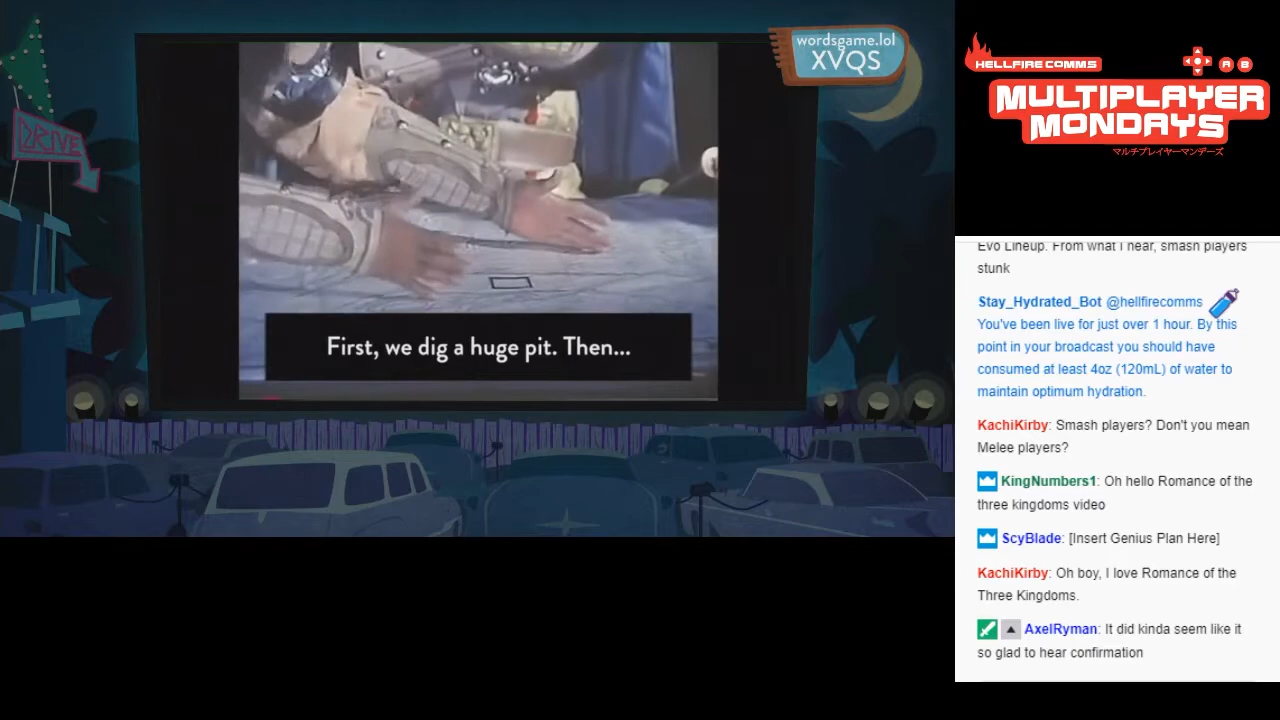 wordsgame.lol
XVQS
DRIVE
First, we dig a huge pit. Then...
HELLFIRE COMMS
A B
MULTIPLAYER
MONDAYS
マルチプレイヤーマンデーズ
Evo Lineup. From what I hear, smash players
stunk
Stay_Hydrated_Bot @hellfirecomms
You've been live for just over 1 hour. By this
point in your broadcast you should have
consumed at least 4oz (120mL) of water to
maintain optimum hydration.
KachiKirby: Smash players? Don't you mean
Melee players?
KingNumbers1: Oh hello Romance of the
three kingdoms video
ScyBlade: [Insert Genius Plan Here]
KachiKirby: Oh boy, I love Romance of the
Three Kingdoms.
AxelRyman: It did kinda seem like it
so glad to hear confirmation